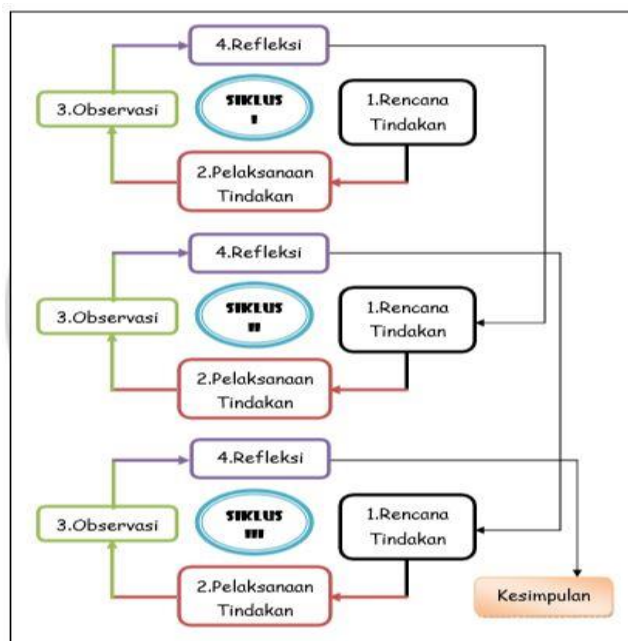 4.Refleksi
3.Observasi
SIKLUS
I
1.Rencana
Tindakan
2.Pelaksanaan
Tindakan
4.Refleksi
3.Observasi
SIKLUS
II
1.Rencana
Tindakan
2.Pelaksanaan
Tindakan
4.Refleksi
3.Observasi
SIKLUS
III
1.Rencana
Tindakan
2.Pelaksanaan
Tindakan
Kesimpulan